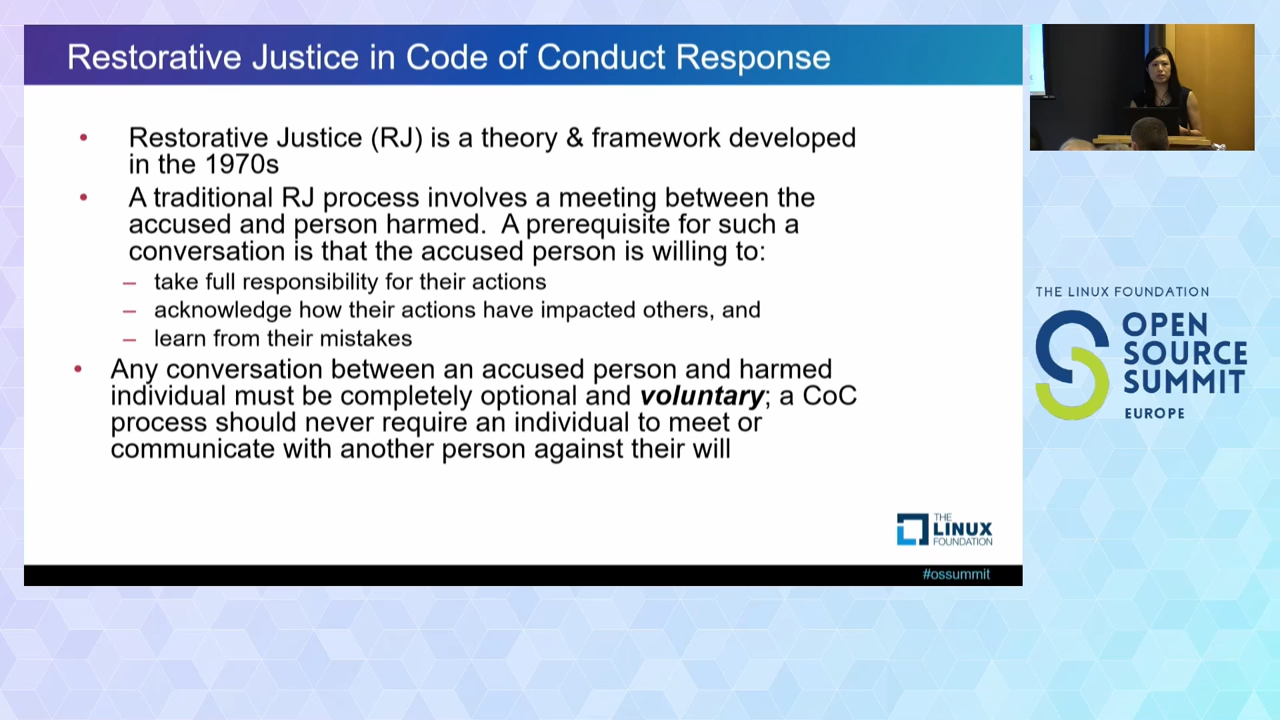 Restorative Justice in Code of Conduct Response
• Restorative Justice (RJ) is a theory & framework developed
in the 1970s
• A traditional RJ process involves a meeting between the
accused and person harmed.  A prerequisite for such a
conversation is that the accused person is willing to:
– take full responsibility for their actions
– acknowledge how their actions have impacted others, and
– learn from their mistakes
• Any conversation between an accused person and harmed
individual must be completely optional and voluntary; a CoC
process should never require an individual to meet or
communicate with another person against their will
THE
LINUX
FOUNDATION
#ossummit
THE LINUX FOUNDATION
OPEN
SOURCE
SUMMIT
EUROPE